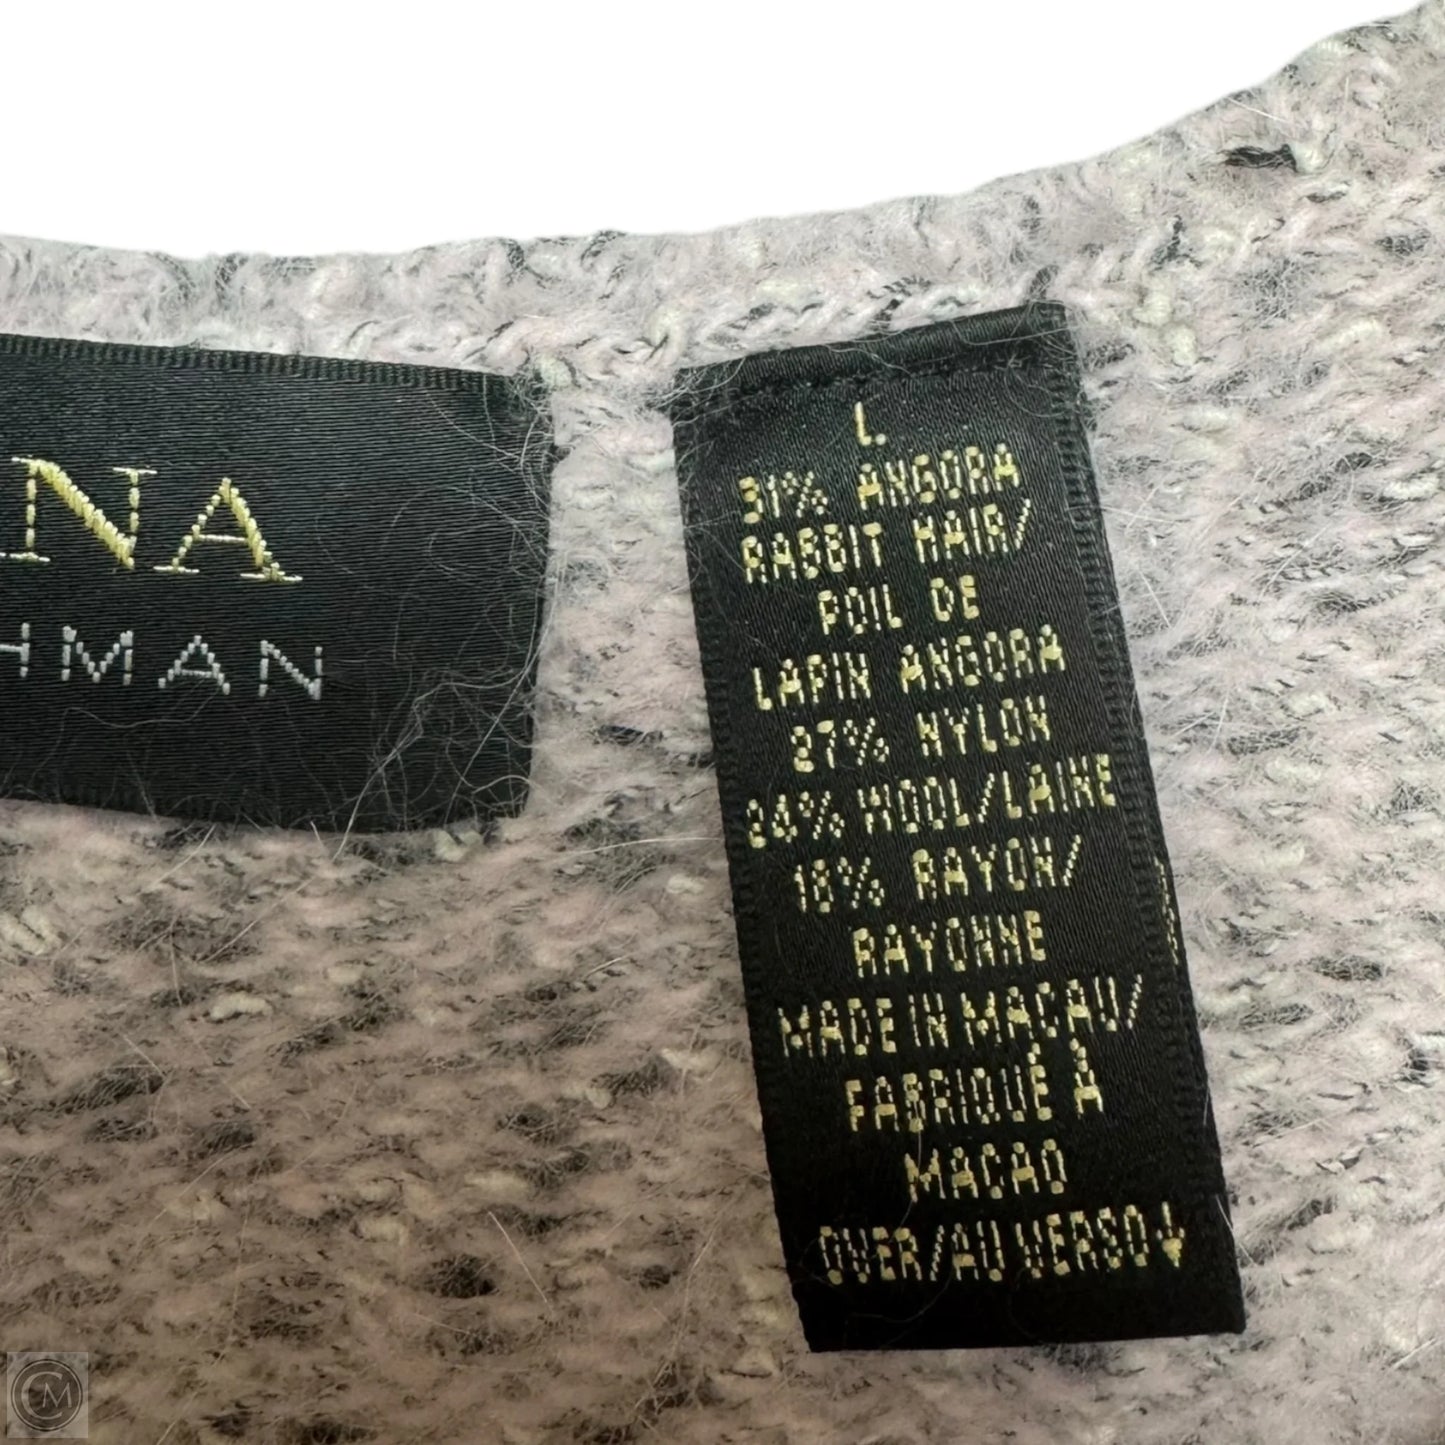 NA
HMAN
L.
31% ANGORA
RABBIT HAIR/
POIL DE
LAPIN ANGORA
27% NYLON
24% WOOL/LAINE
18% RAYON/
RAYONNE
MADE IN MACAU/
FABRIQUÉ À
MACAO
OVER/AU VERSO↓
CM